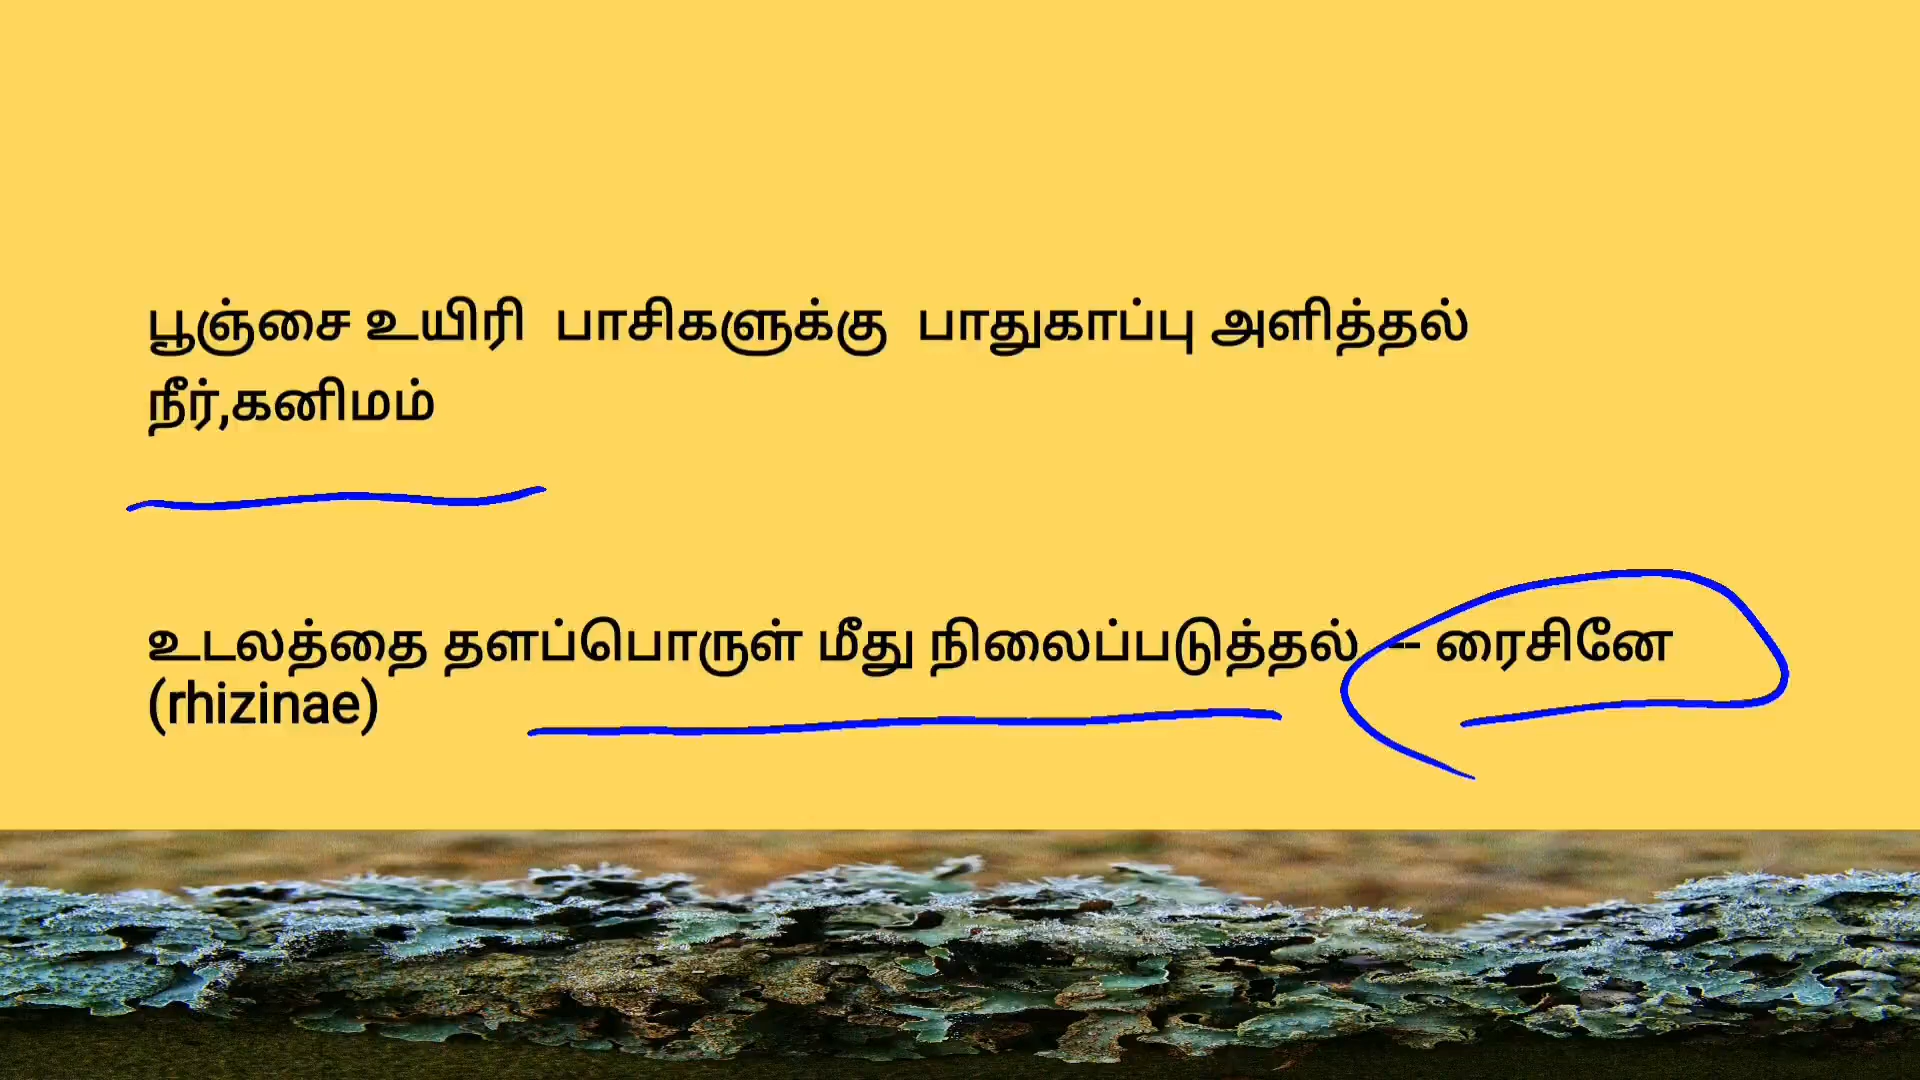 பூஞ்சை உயிரி பாசிகளுக்கு பாதுகாப்பு அளித்தல்
நீர்,கனிமம்
உடலத்தை தளப்பொருள் மீது நிலைப்படுத்தல் -- ரைசினே
(rhizinae)